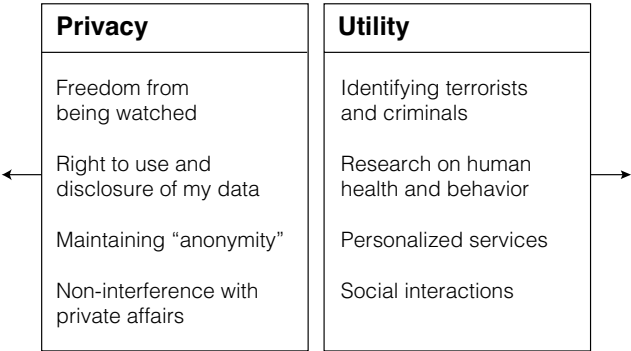 Privacy
Freedom from
being watched
Right to use and
disclosure of my data
Maintaining “anonymity”
Non-interference with
private affairs
Utility
Identifying terrorists
and criminals
Research on human
health and behavior
Personalized services
Social interactions